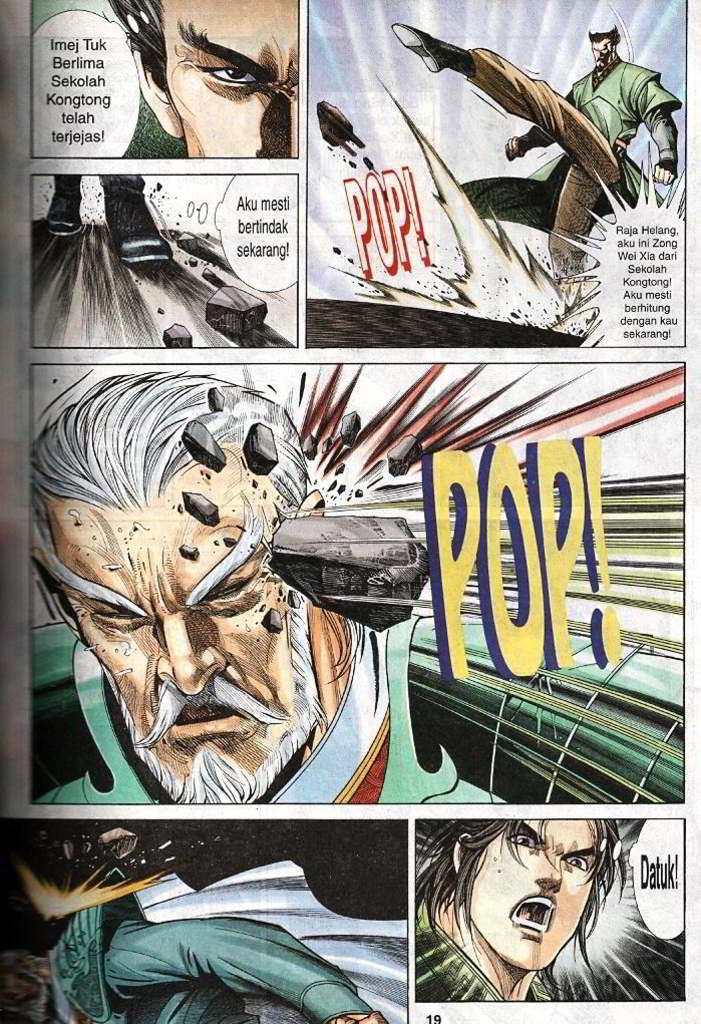 Imej Tuk
Berlima
Sekolah
Kongtong
telah
terjejas!
POP!
Raja Helang,
aku ini Zong
Wei Xia dari
Sekolah
Kongtong!
Aku mesti
berhitung
dengan kau
sekarang!
Aku mesti
bertindak
sekarang!
POP!
Datuk!
19